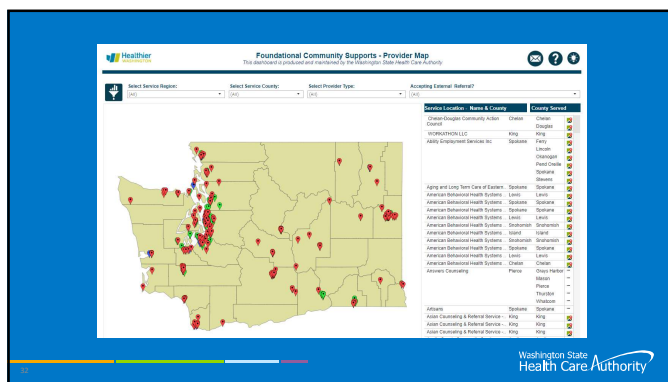 Healthier
WASHINGTON
Foundational Community Supports - Provider Map
This dashboard is produced and maintained by the Washington State Health Care Authority
Select Service Region:
Select Service County:
Select Provider Type:
Accepting External Referral?
(All)
(All)
(All)
(All)
Service Location - Name & County
County Served
Chelan-Douglas Community Action Council
Chelan
Chelan
Douglas
WORKATHON LLC
King
King
Ability Employment Services Inc
Spokane
Ferry
Lincoln
Okanogan
Pend Oreille
Spokane
Stevens
Aging and Long Term Care of Eastern..
Spokane
Spokane
American Behavioral Health Systems ..
Lewis
Lewis
American Behavioral Health Systems ..
Spokane
Spokane
American Behavioral Health Systems ..
Spokane
Spokane
American Behavioral Health Systems ..
Lewis
Lewis
American Behavioral Health Systems ..
Snohomish
Snohomish
American Behavioral Health Systems ..
Island
Island
American Behavioral Health Systems ..
Snohomish
Snohomish
American Behavioral Health Systems ..
Spokane
Spokane
American Behavioral Health Systems ..
Lewis
Lewis
American Behavioral Health Systems ..
Chelan
Chelan
Answers Counseling
Pierce
Grays Harbor
Mason
Pierce
Thurston
Whatcom
Artisans
Spokane
Spokane
Asian Counseling & Referral Service -..
King
King
Asian Counseling & Referral Service -..
King
King
Asian Counseling & Referral Service -..
King
King
32
Washington State
Health Care Authority